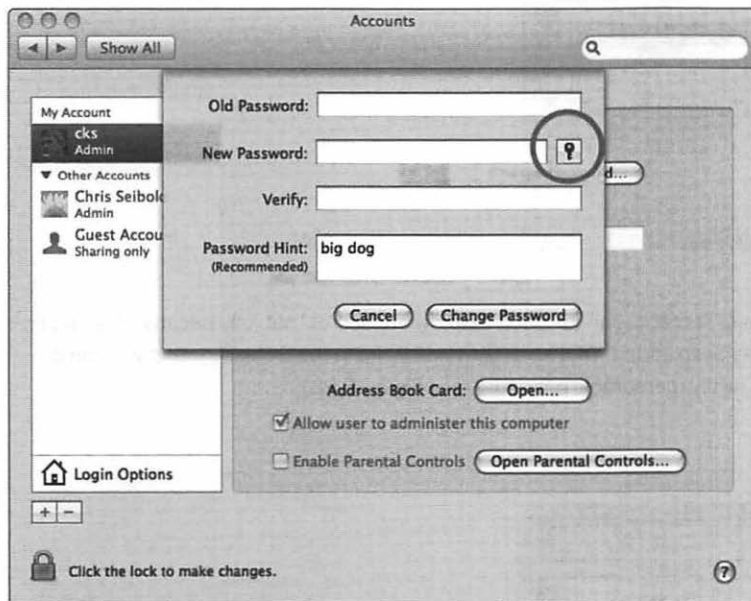 Accounts
Show All
Old Password:
New Password:
Verify:
Password Hint:
(Recommended)
big dog
Cancel
Change Password
My Account
cks
Admin
Other Accounts
Chris Seibold
Admin
Guest Accou
Sharing only
d...
Address Book Card:
Open...
Allow user to administer this computer
Enable Parental Controls
Open Parental Controls...
Login Options
+ −
Click the lock to make changes.
?